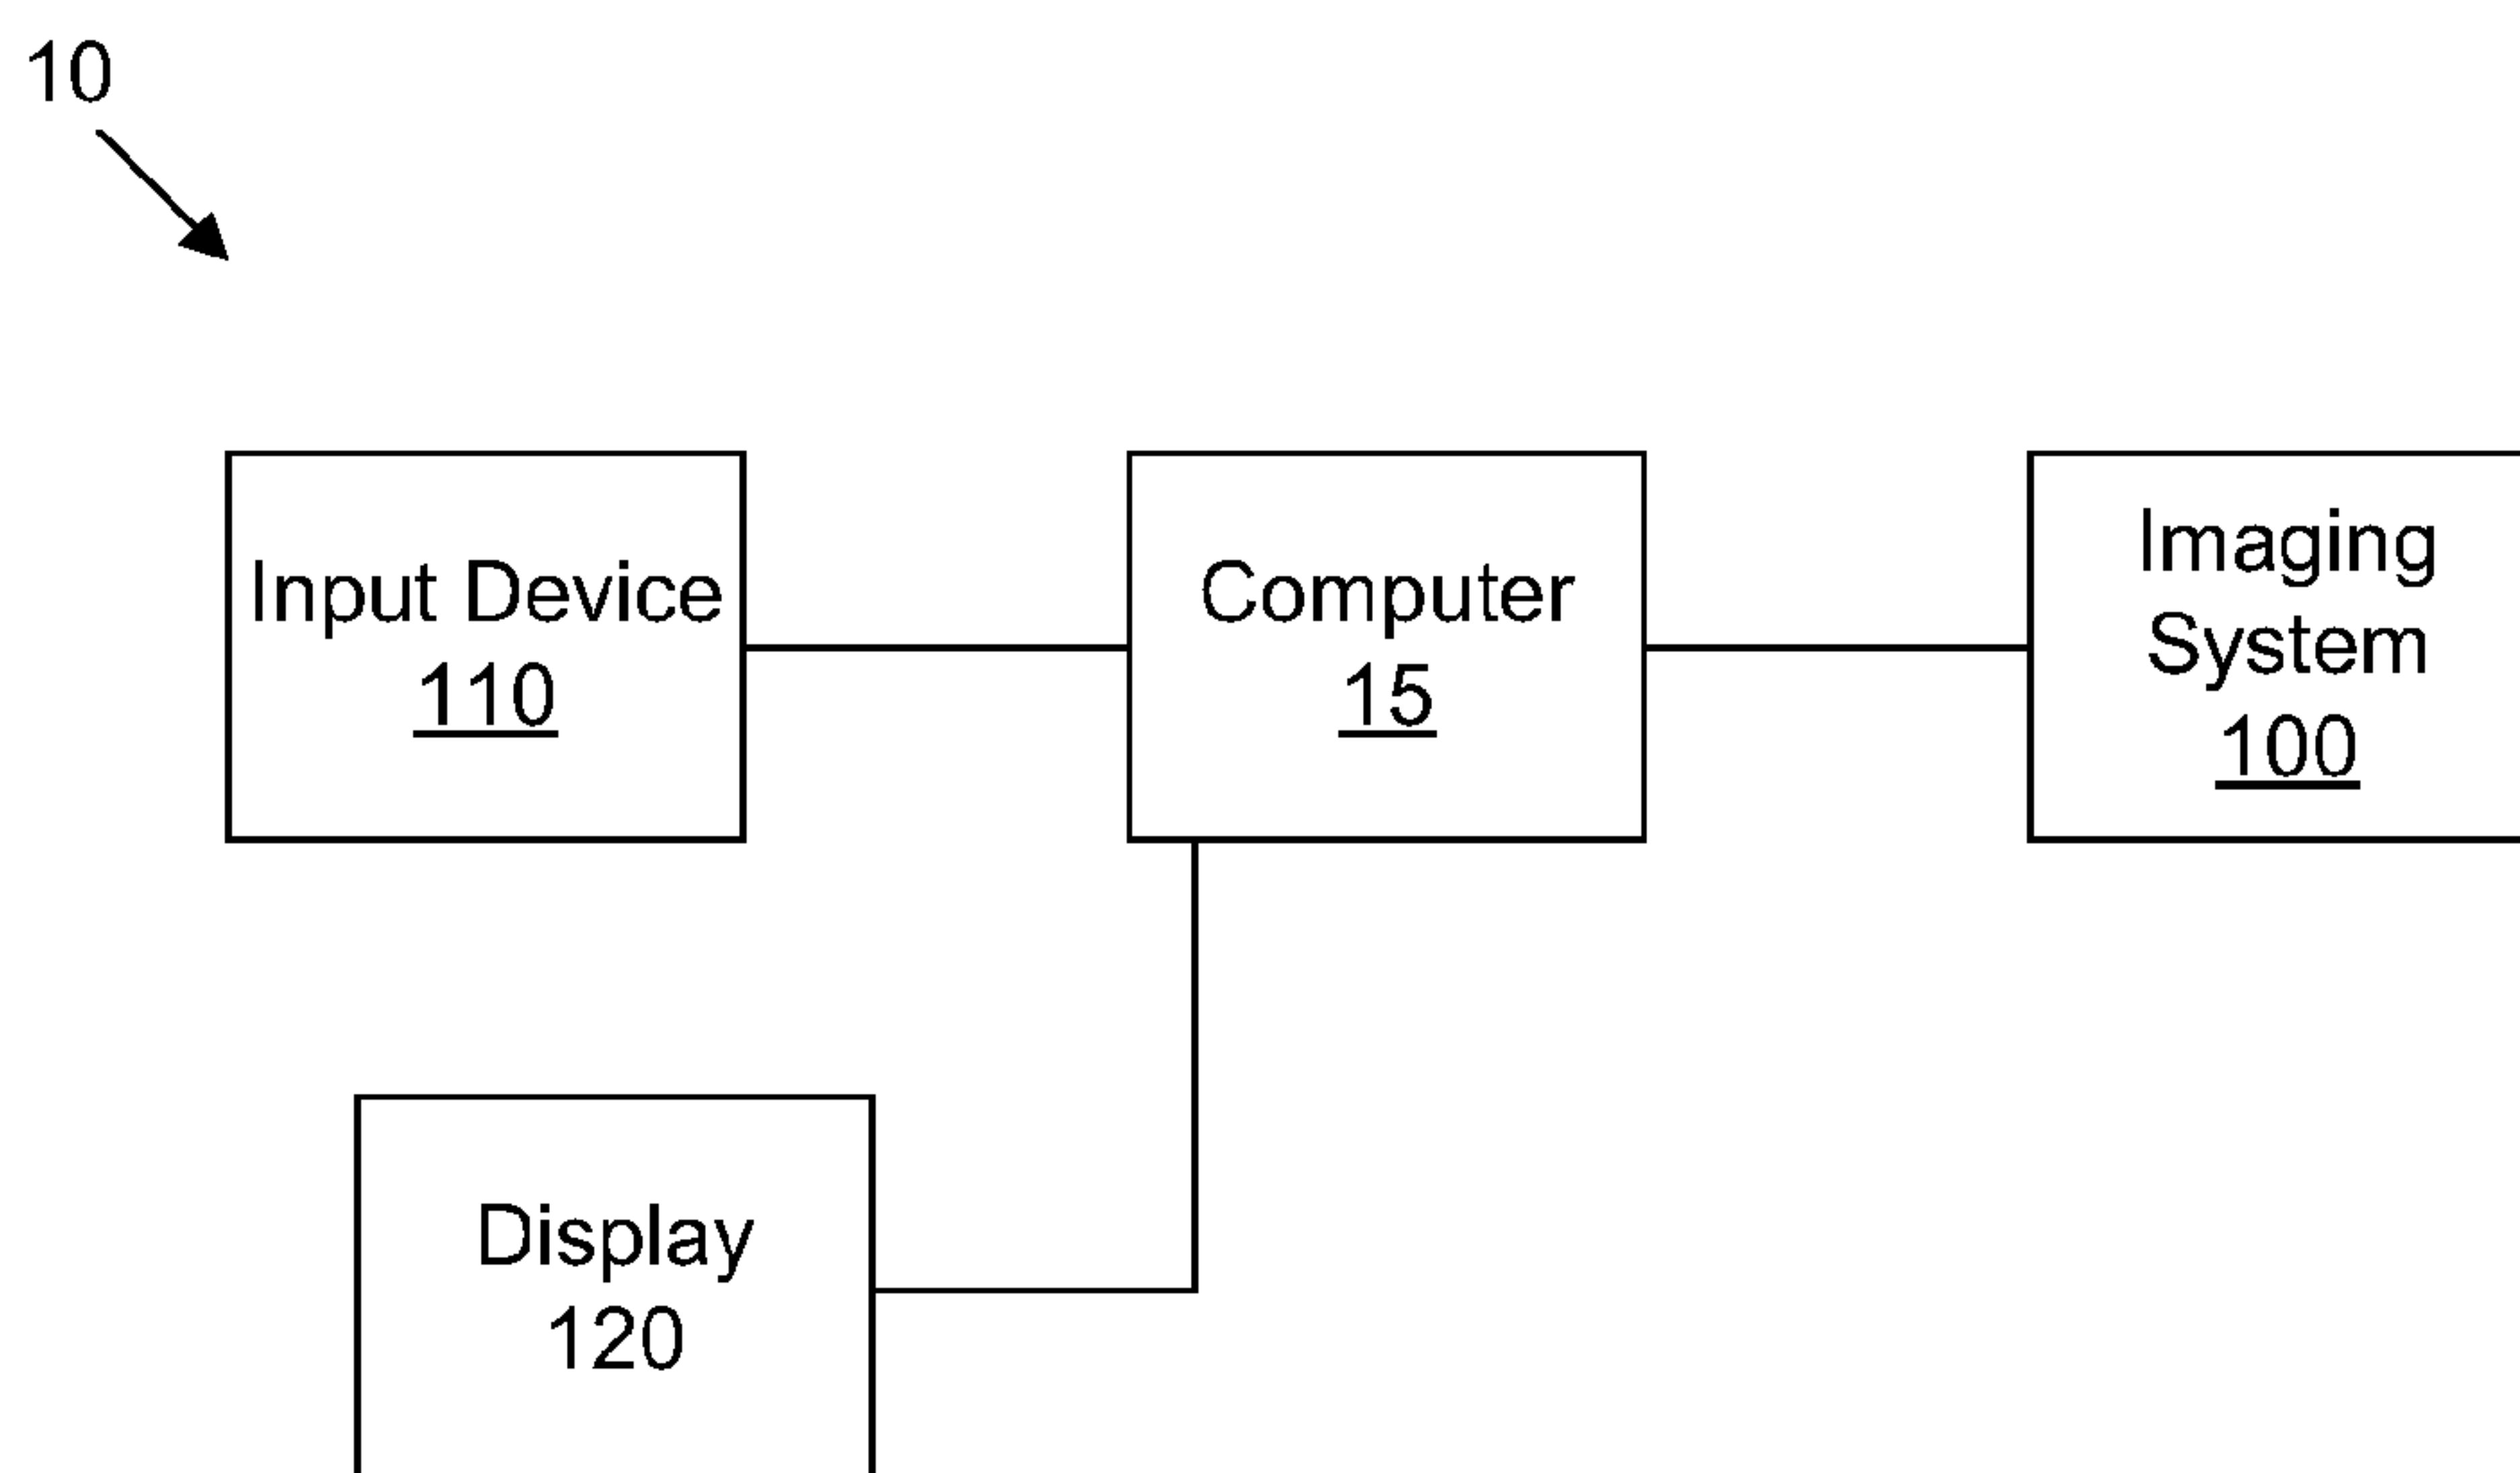 10
Input Device
110
Computer
15
Imaging
System
100
Display
120